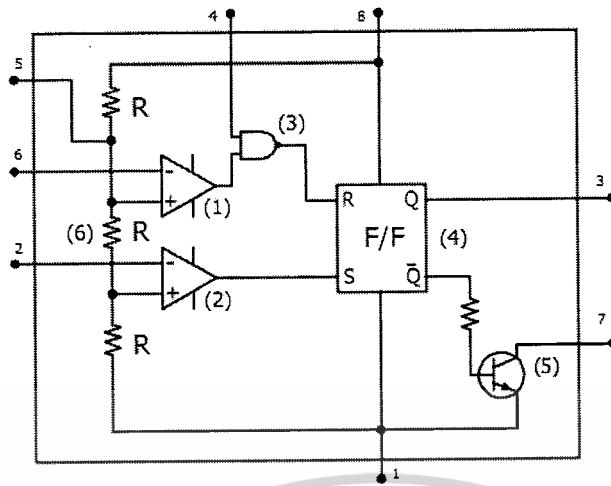 4 8
5
R
(3)
6
-
+
(1)
R Q
3
(6) R
F/F (4)
2
-
+
(2)
S Q̅
7
R
(5)
1